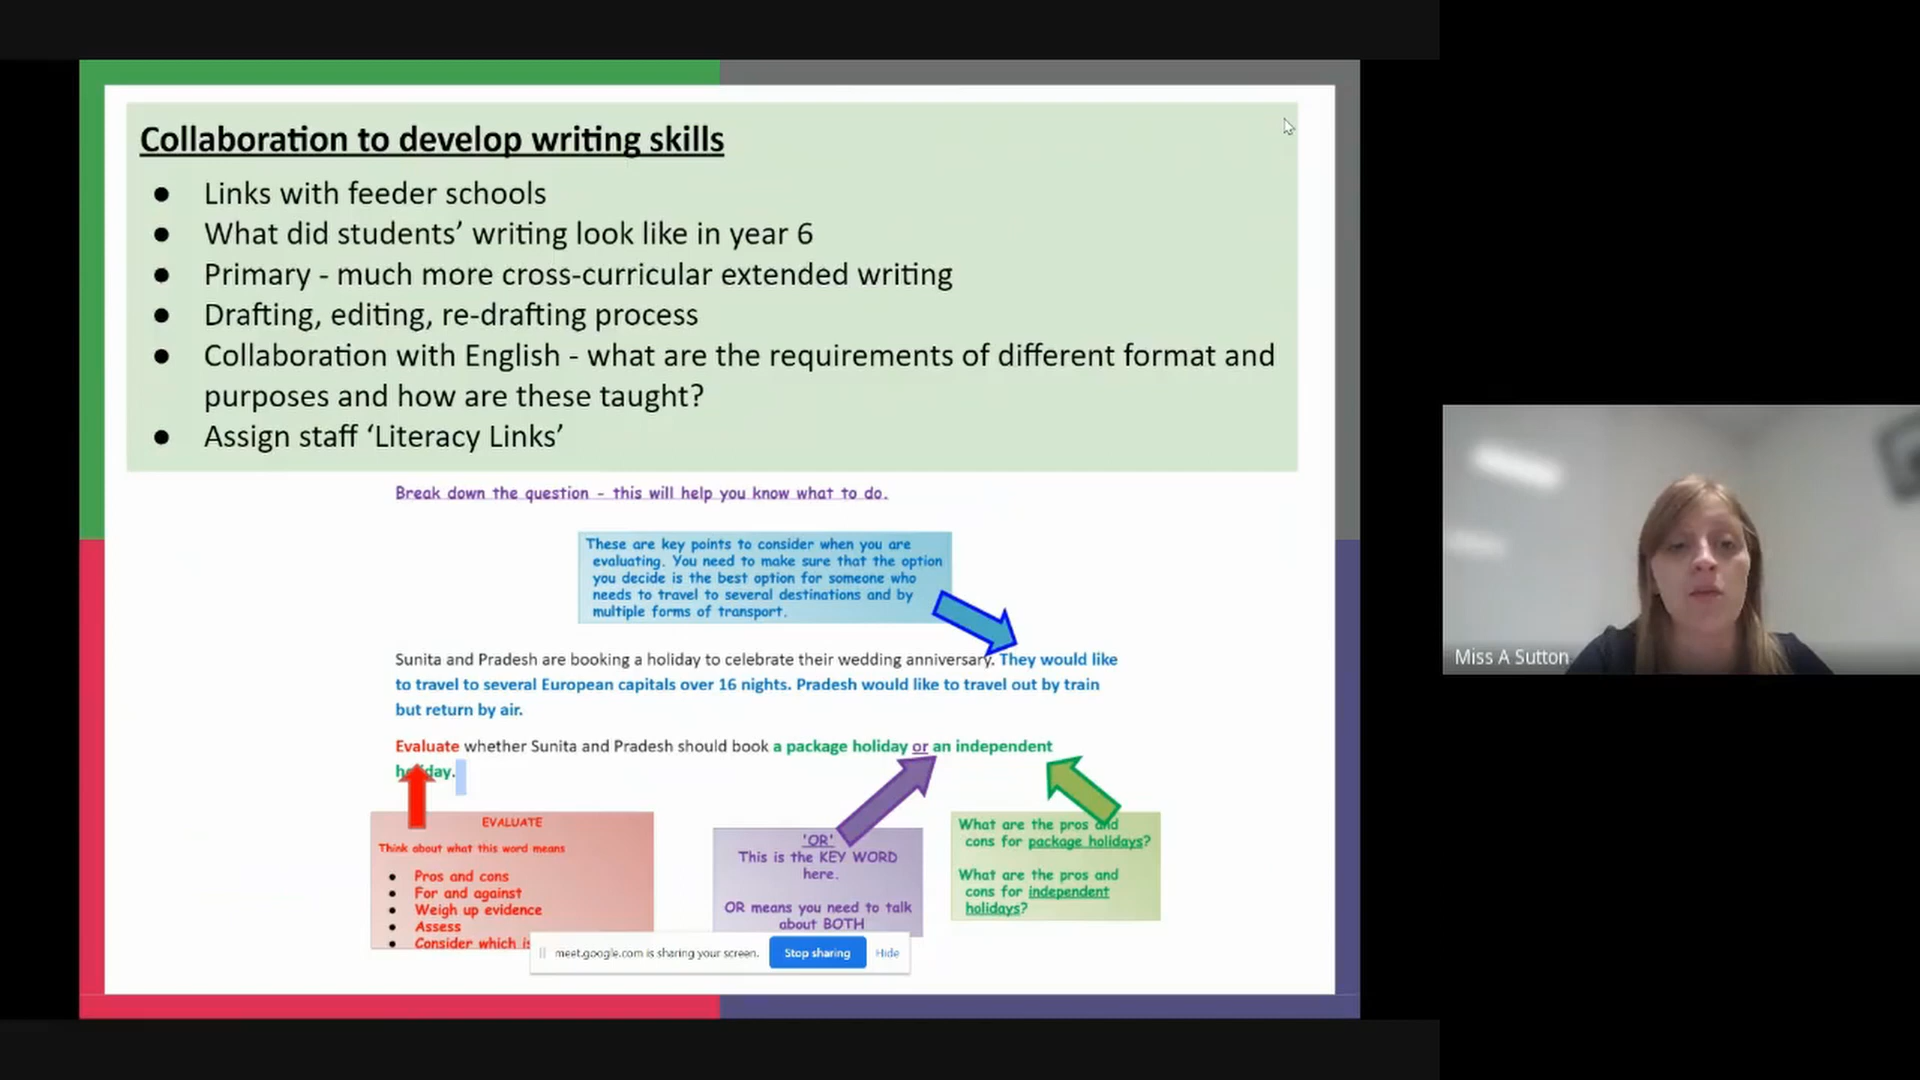 Collaboration to develop writing skills
● Links with feeder schools
● What did students’ writing look like in year 6
● Primary - much more cross-curricular extended writing
● Drafting, editing, re-drafting process
● Collaboration with English - what are the requirements of different format and
purposes and how are these taught?
● Assign staff ‘Literacy Links’
Break down the question - this will help you know what to do.
These are key points to consider when you are
evaluating. You need to make sure that the option
you decide is the best option for someone who
needs to travel to several destinations and by
multiple forms of transport.
Sunita and Pradesh are booking a holiday to celebrate their wedding anniversary. They would like
to travel to several European capitals over 16 nights. Pradesh would like to travel out by train
but return by air.
Evaluate whether Sunita and Pradesh should book a package holiday or an independent
holiday.
EVALUATE
Think about what this word means
● Pros and cons
● For and against
● Weigh up evidence
● Assess
● Consider which is
'OR'
This is the KEY WORD
here.
OR means you need to talk
about BOTH
What are the pros and
cons for package holidays?
What are the pros and
cons for independent
holidays?
meet.google.com is sharing your screen.
Stop sharing
Hide
Miss A Sutton